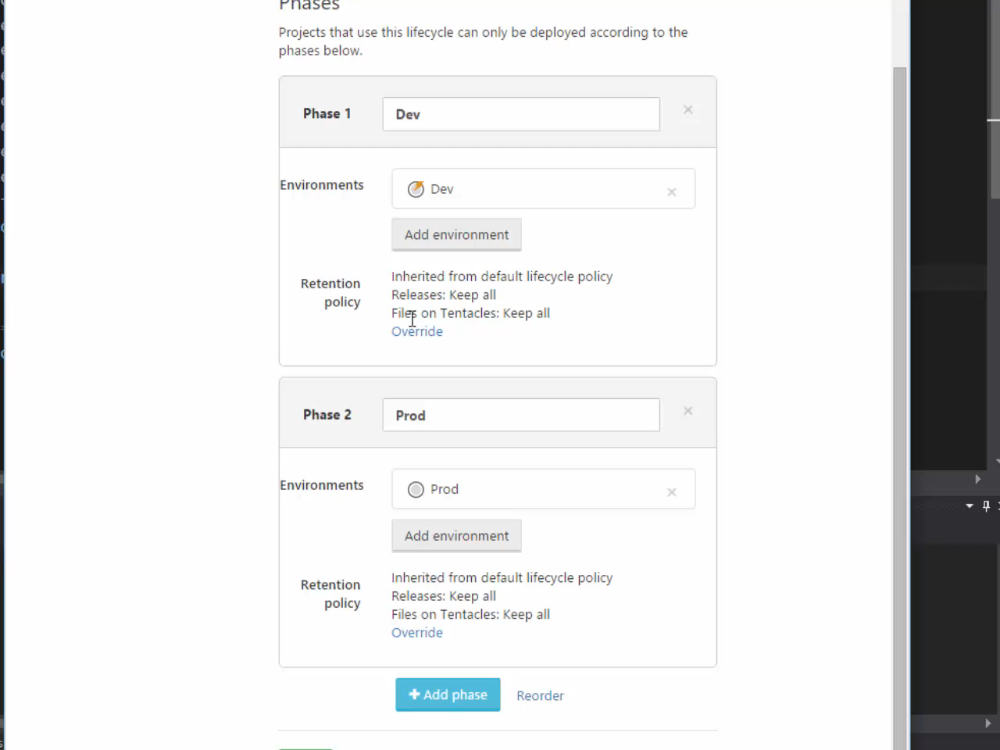 Phases
Projects that use this lifecycle can only be deployed according to the
phases below.
Phase 1
Dev
Environments
Dev
Add environment
Retention
policy
Inherited from default lifecycle policy
Releases: Keep all
Files on Tentacles: Keep all
Override
Phase 2
Prod
Environments
Prod
Add environment
Retention
policy
Inherited from default lifecycle policy
Releases: Keep all
Files on Tentacles: Keep all
Override
Add phase
Reorder